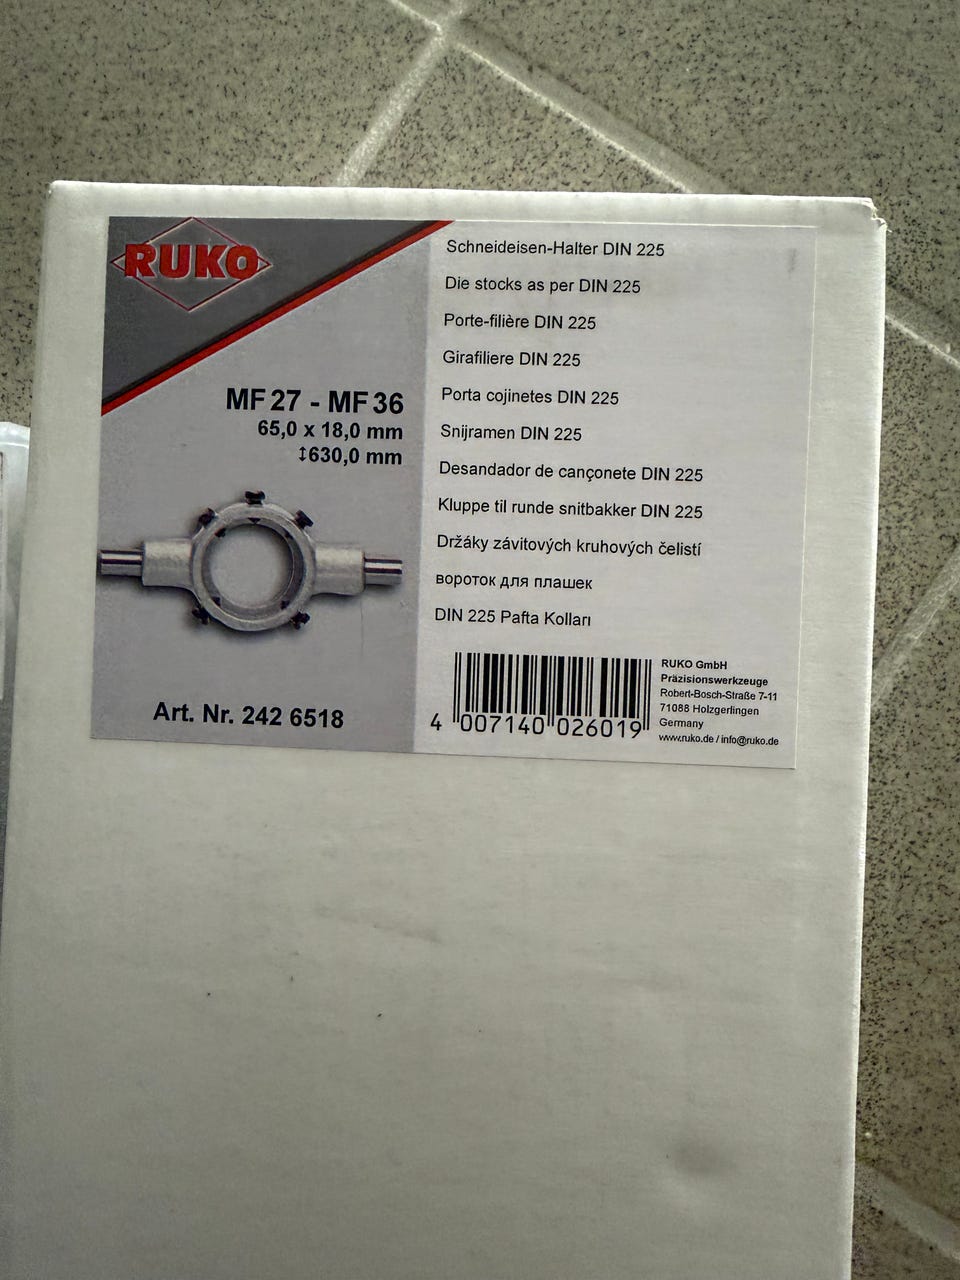 RUKO
MF 27 - MF 36
65,0 x 18,0 mm
↕630,0 mm
Art. Nr. 242 6518
Schneideisen-Halter DIN 225
Die stocks as per DIN 225
Porte-filière DIN 225
Girafiliere DIN 225
Porta cojinetes DIN 225
Snijramen DIN 225
Desandador de cançonete DIN 225
Kluppe til runde snitbakker DIN 225
Držáky závitových kruhových čelistí
вороток для плашек
DIN 225 Pafta Kolları
4 007140 026019
RUKO GmbH
Präzisionswerkzeuge
Robert-Bosch-Straße 7-11
71088 Holzgerlingen
Germany
www.ruko.de / info@ruko.de